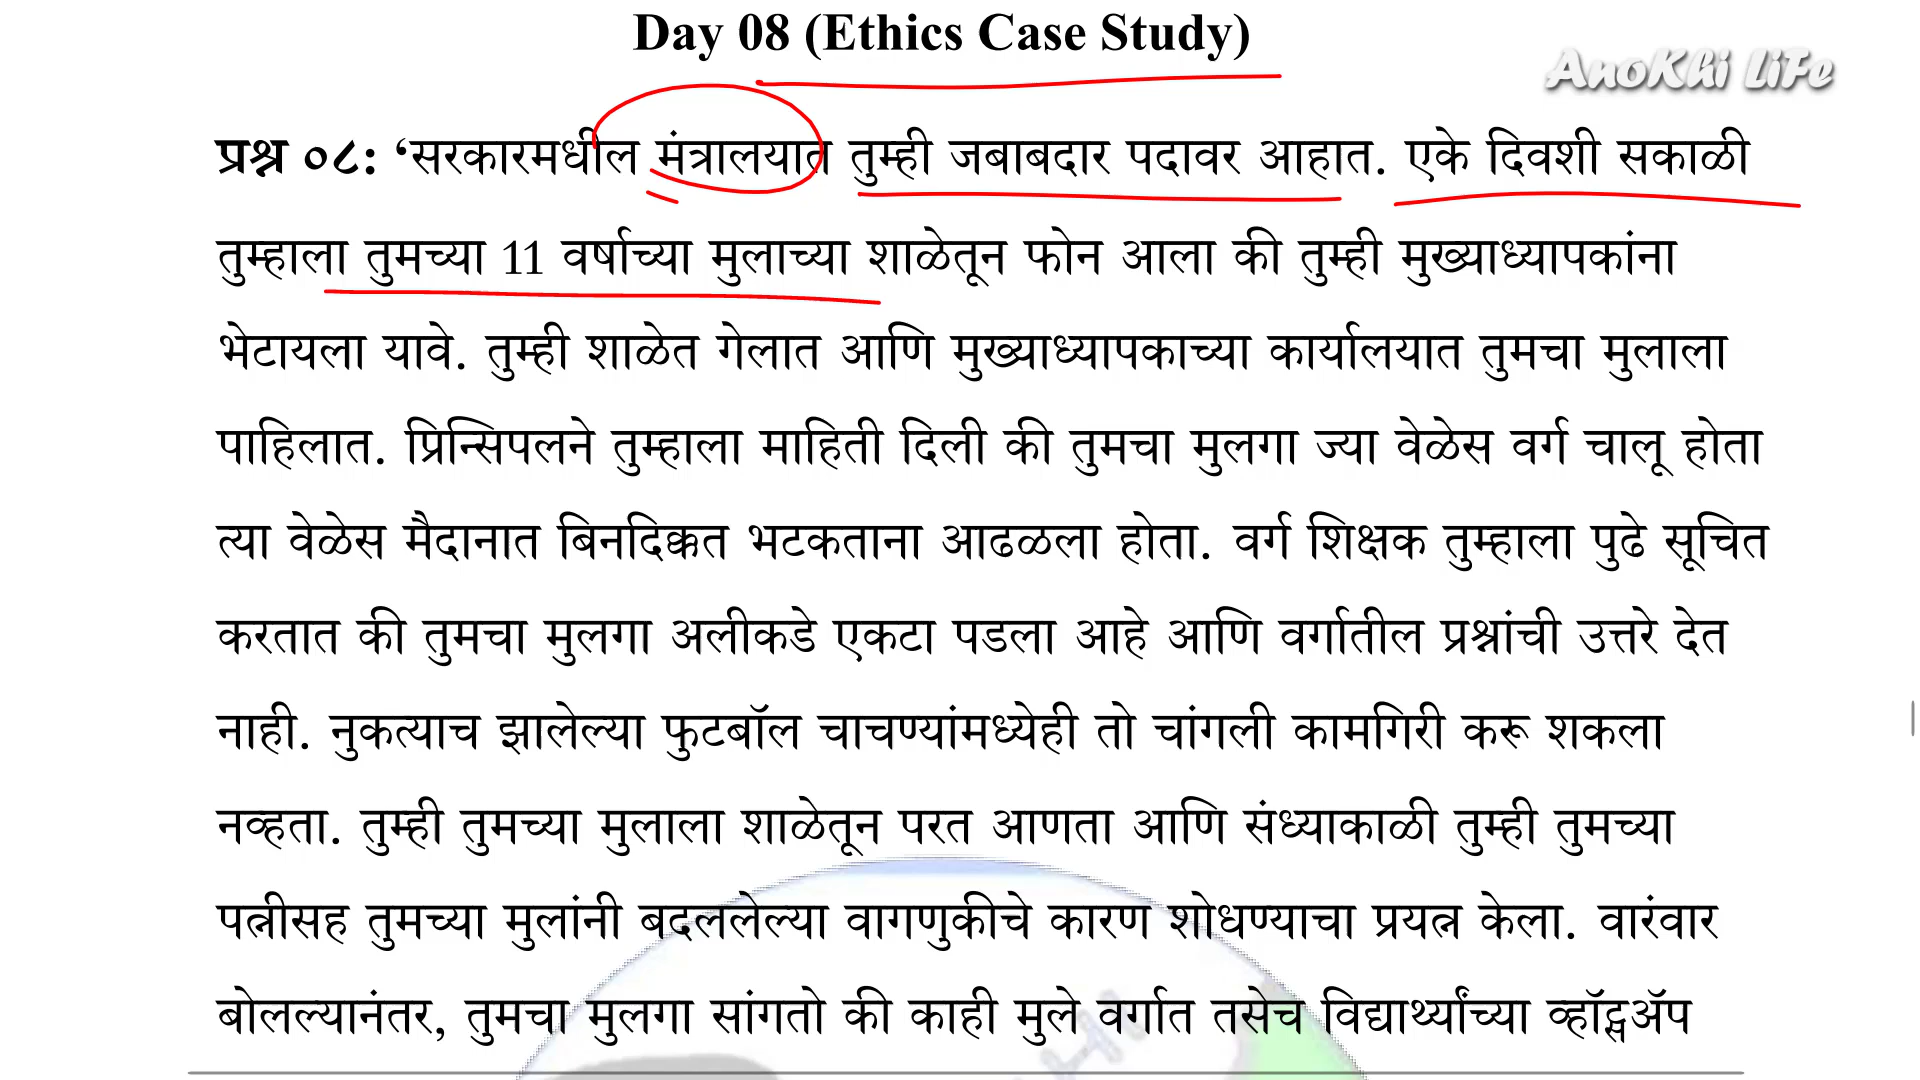 Day 08 (Ethics Case Study)
AnoKhi LiFe
प्रश्न ०८: ‘सरकारमधील मंत्रालयात तुम्ही जबाबदार पदावर आहात. एके दिवशी सकाळी
तुम्हाला तुमच्या 11 वर्षाच्या मुलाच्या शाळेतून फोन आला की तुम्ही मुख्याध्यापकांना
भेटायला यावे. तुम्ही शाळेत गेलात आणि मुख्याध्यापकाच्या कार्यालयात तुमचा मुलाला
पाहिलात. प्रिन्सिपलने तुम्हाला माहिती दिली की तुमचा मुलगा ज्या वेळेस वर्ग चालू होता
त्या वेळेस मैदानात बिनदिक्कत भटकताना आढळला होता. वर्ग शिक्षक तुम्हाला पुढे सूचित
करतात की तुमचा मुलगा अलीकडे एकटा पडला आहे आणि वर्गातील प्रश्नांची उत्तरे देत
नाही. नुकत्याच झालेल्या फुटबॉल चाचण्यांमध्येही तो चांगली कामगिरी करू शकला
नव्हता. तुम्ही तुमच्या मुलाला शाळेतून परत आणता आणि संध्याकाळी तुम्ही तुमच्या
पत्नीसह तुमच्या मुलांनी बदललेल्या वागणुकीचे कारण शोधण्याचा प्रयत्न केला. वारंवार
बोलल्यानंतर, तुमचा मुलगा सांगतो की काही मुले वर्गात तसेच विद्यार्थ्यांच्या व्हॉट्सॲप